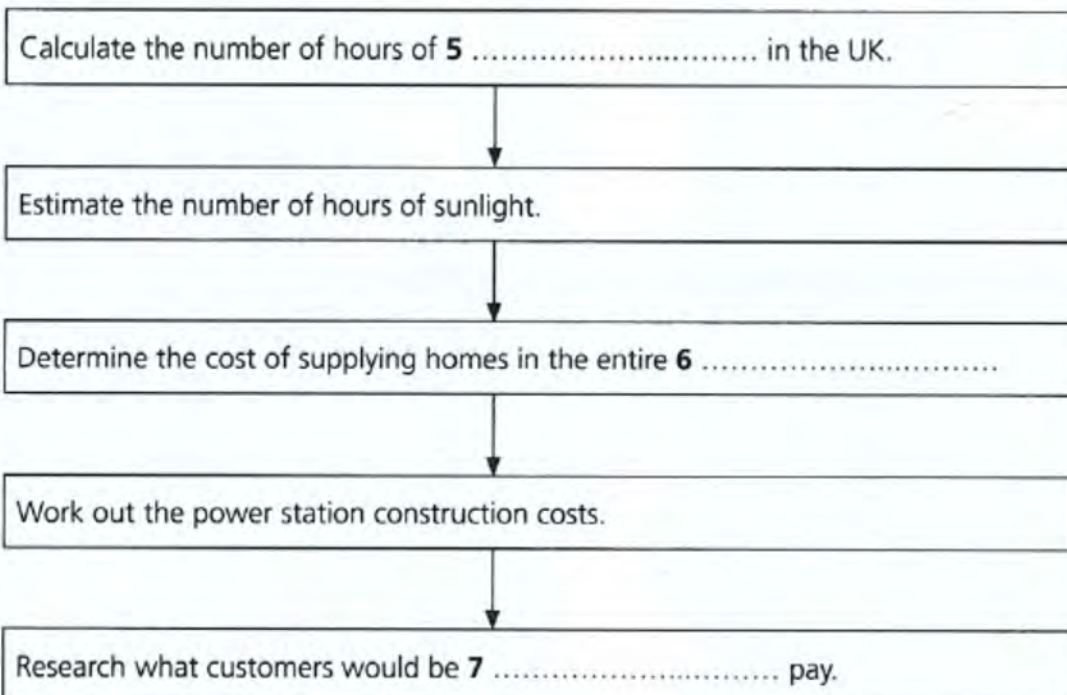 Calculate the number of hours of 5 .............................. in the UK.
Estimate the number of hours of sunlight.
Determine the cost of supplying homes in the entire 6 ..............................
Work out the power station construction costs.
Research what customers would be 7 .............................. pay.